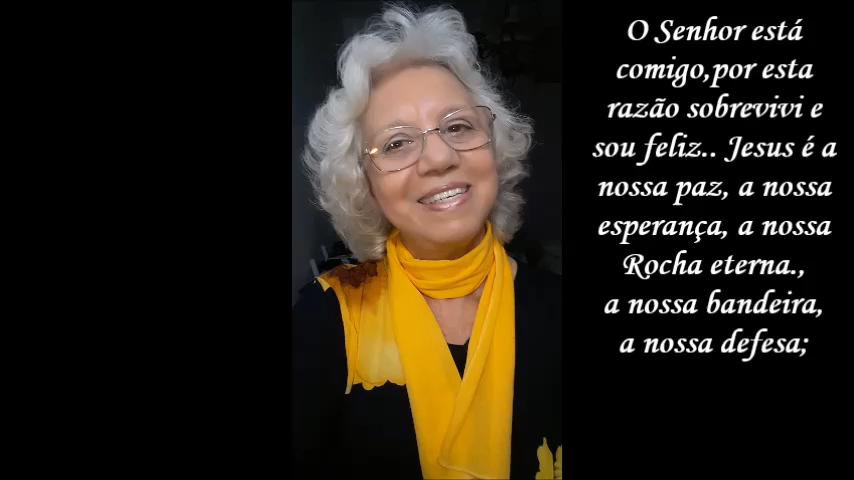 O Senhor está
comigo,por esta
razão sobrevivi e
sou feliz.. Jesus é a
nossa paz, a nossa
esperança, a nossa
Rocha eterna.,
a nossa bandeira,
a nossa defesa;